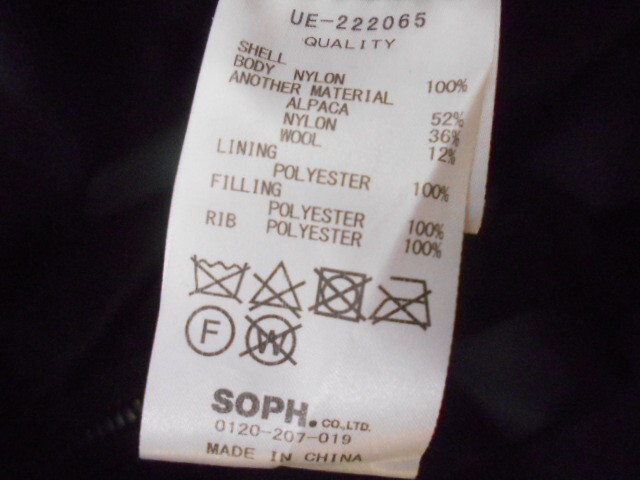 UE-222065
QUALITY
SHELL
BODY NYLON 100%
ANOTHER MATERIAL
ALPACA 52%
NYLON 36%
WOOL 12%
LINING
POLYESTER 100%
FILLING
POLYESTER 100%
RIB POLYESTER 100%
F W
SOPH. CO.,LTD.
0120-207-019
MADE IN CHINA